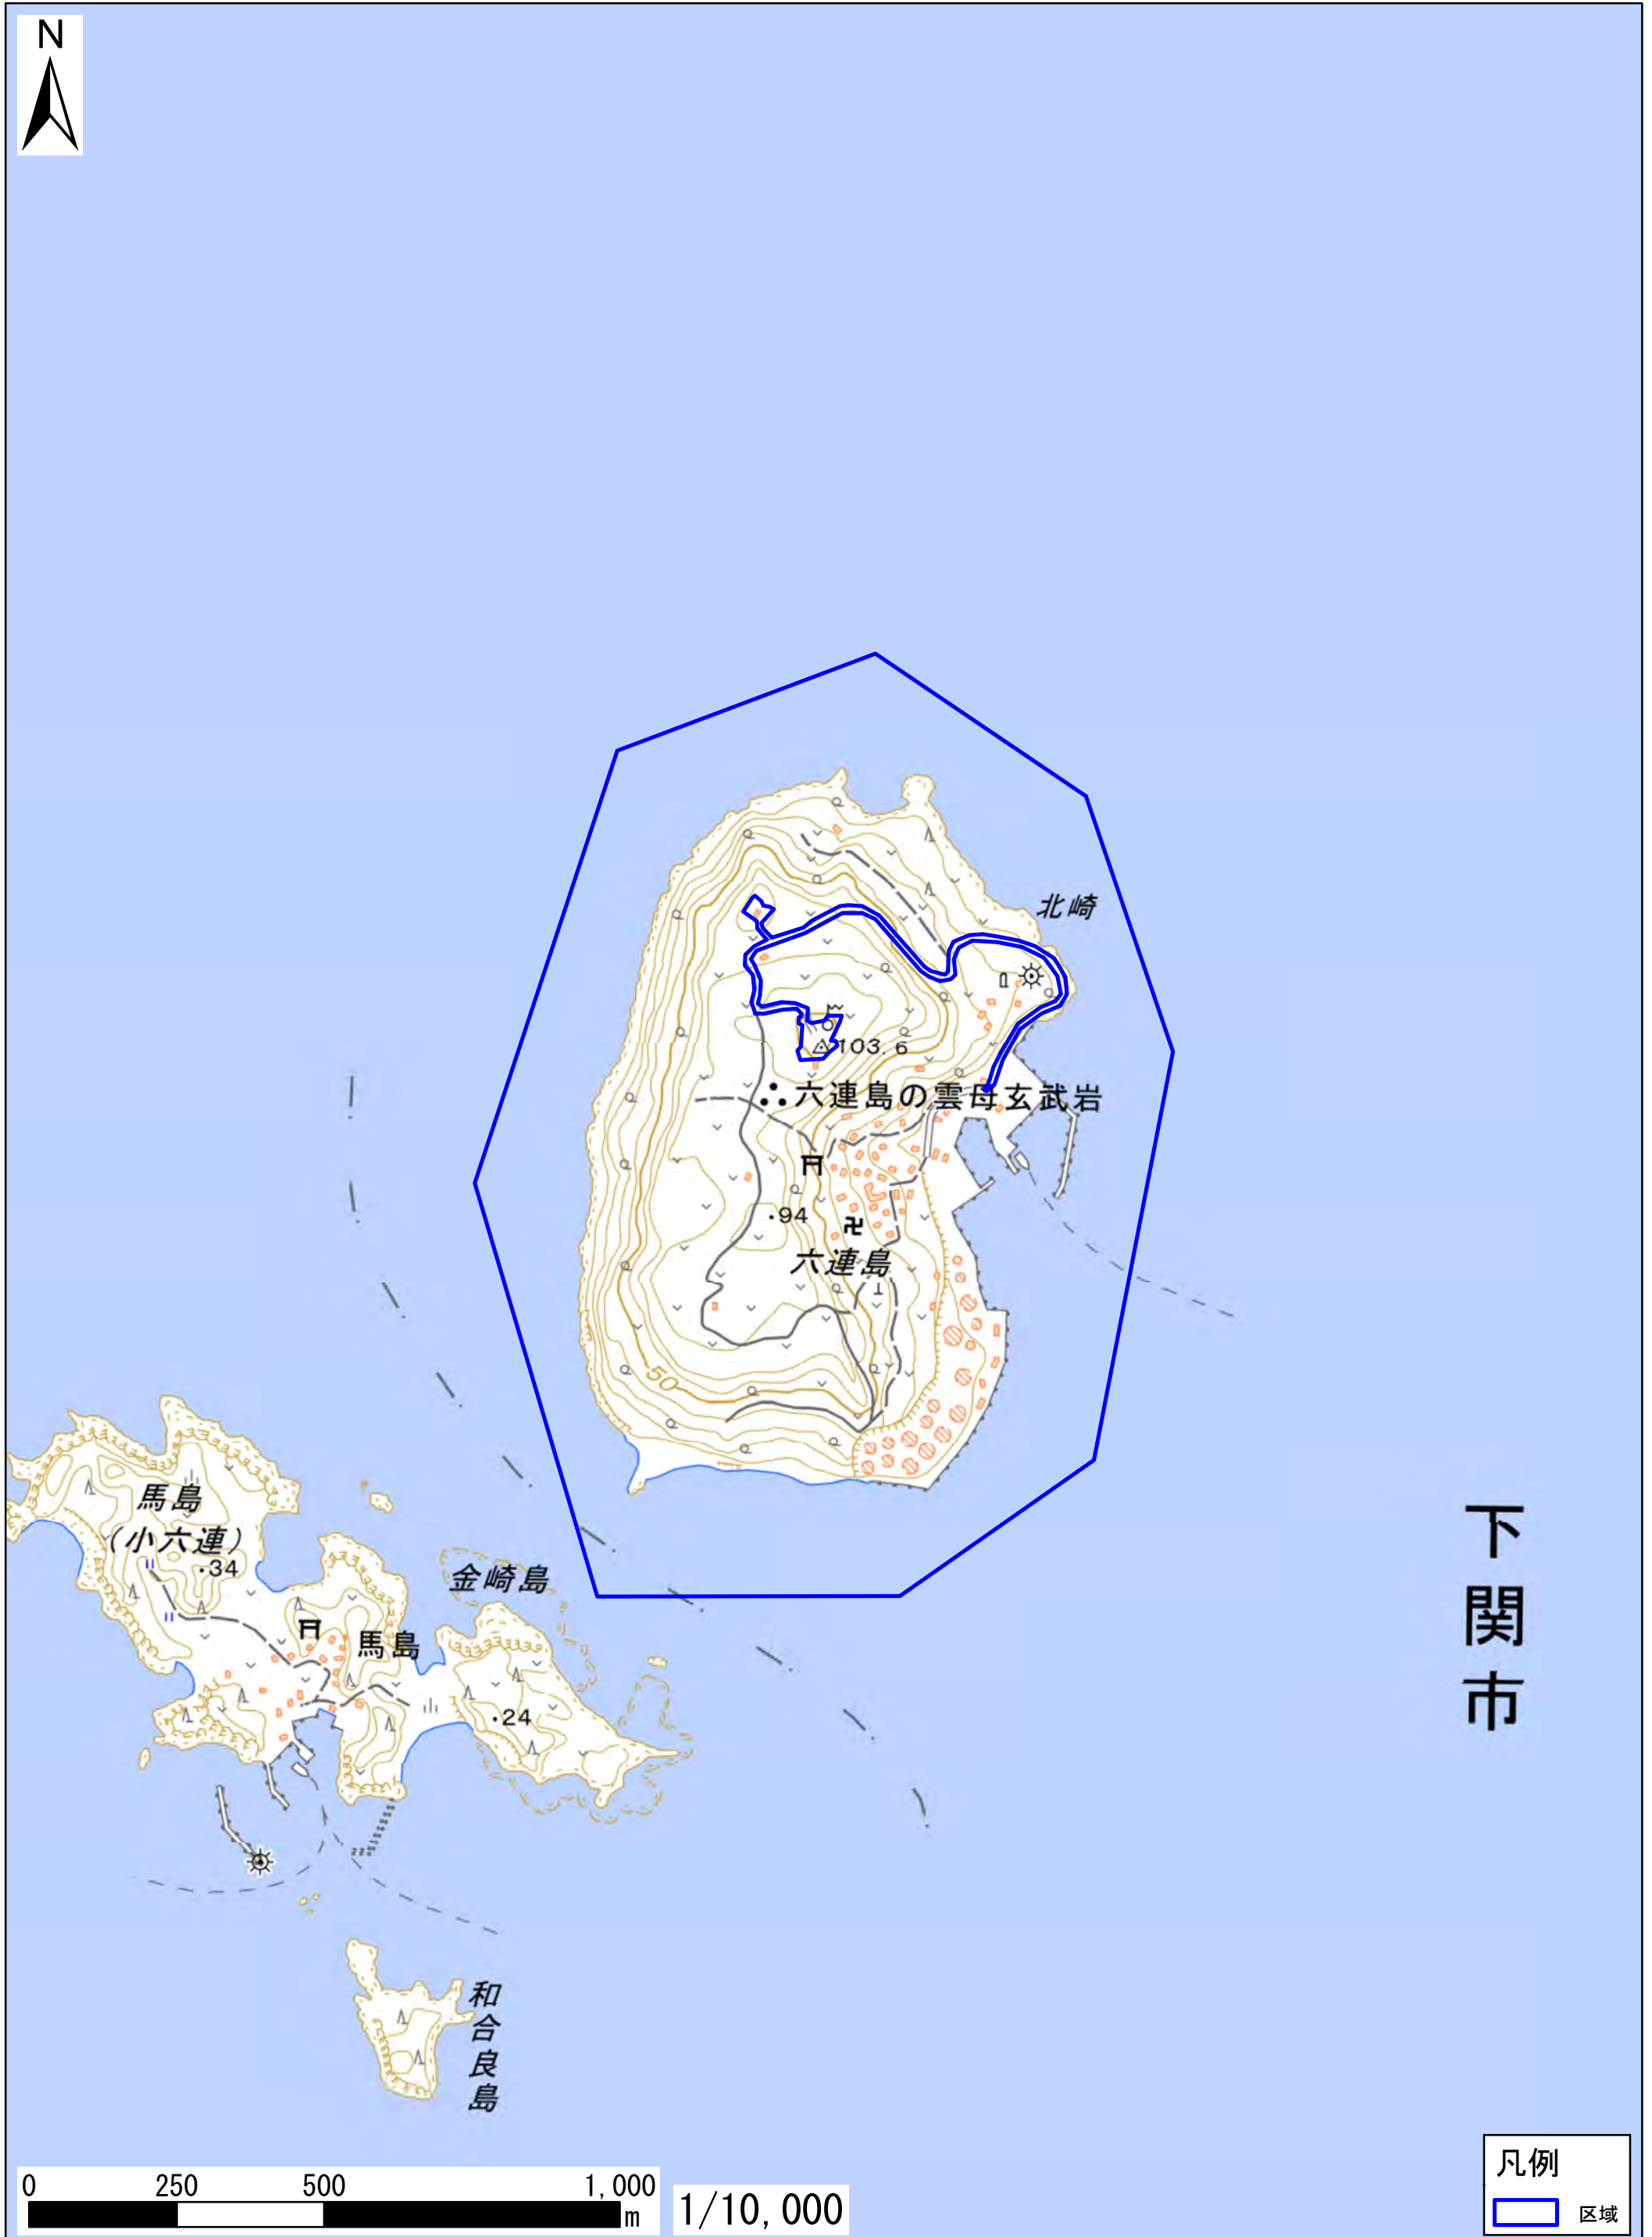 N
北崎
103.6
六連島の雲母玄武岩
94
六連島
50
馬島
(小六連)
34
金崎島
馬島
24
下関市
和合良島
0 250 500 1,000
m
1/10,000
凡例
区域